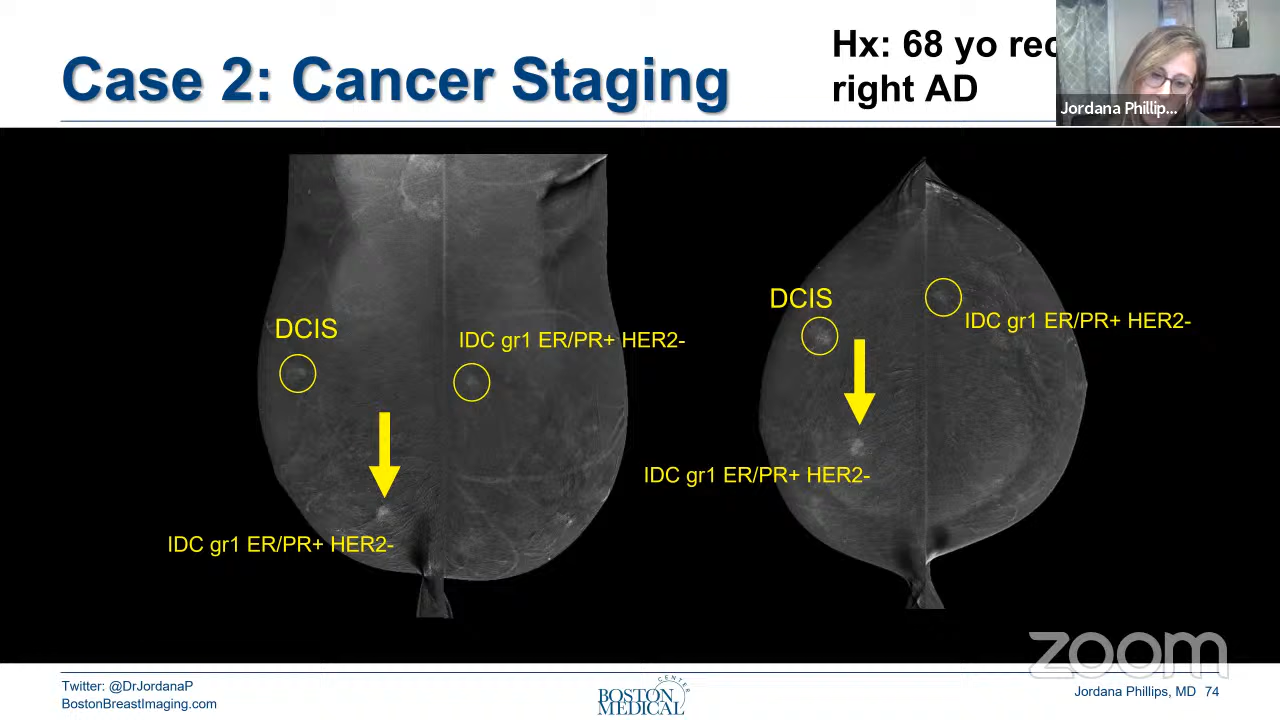 Case 2: Cancer Staging
Hx: 68 yo
right AD
Jordana Phillip...
DCIS
IDC gr1 ER/PR+ HER2-
IDC gr1 ER/PR+ HER2-
DCIS
IDC gr1 ER/PR+ HER2-
IDC gr1 ER/PR+ HER2-
zoom
Twitter: @DrJordanaP
BostonBreastImaging.com
BOSTON
MEDICAL
CENTER
Jordana Phillips, MD 74